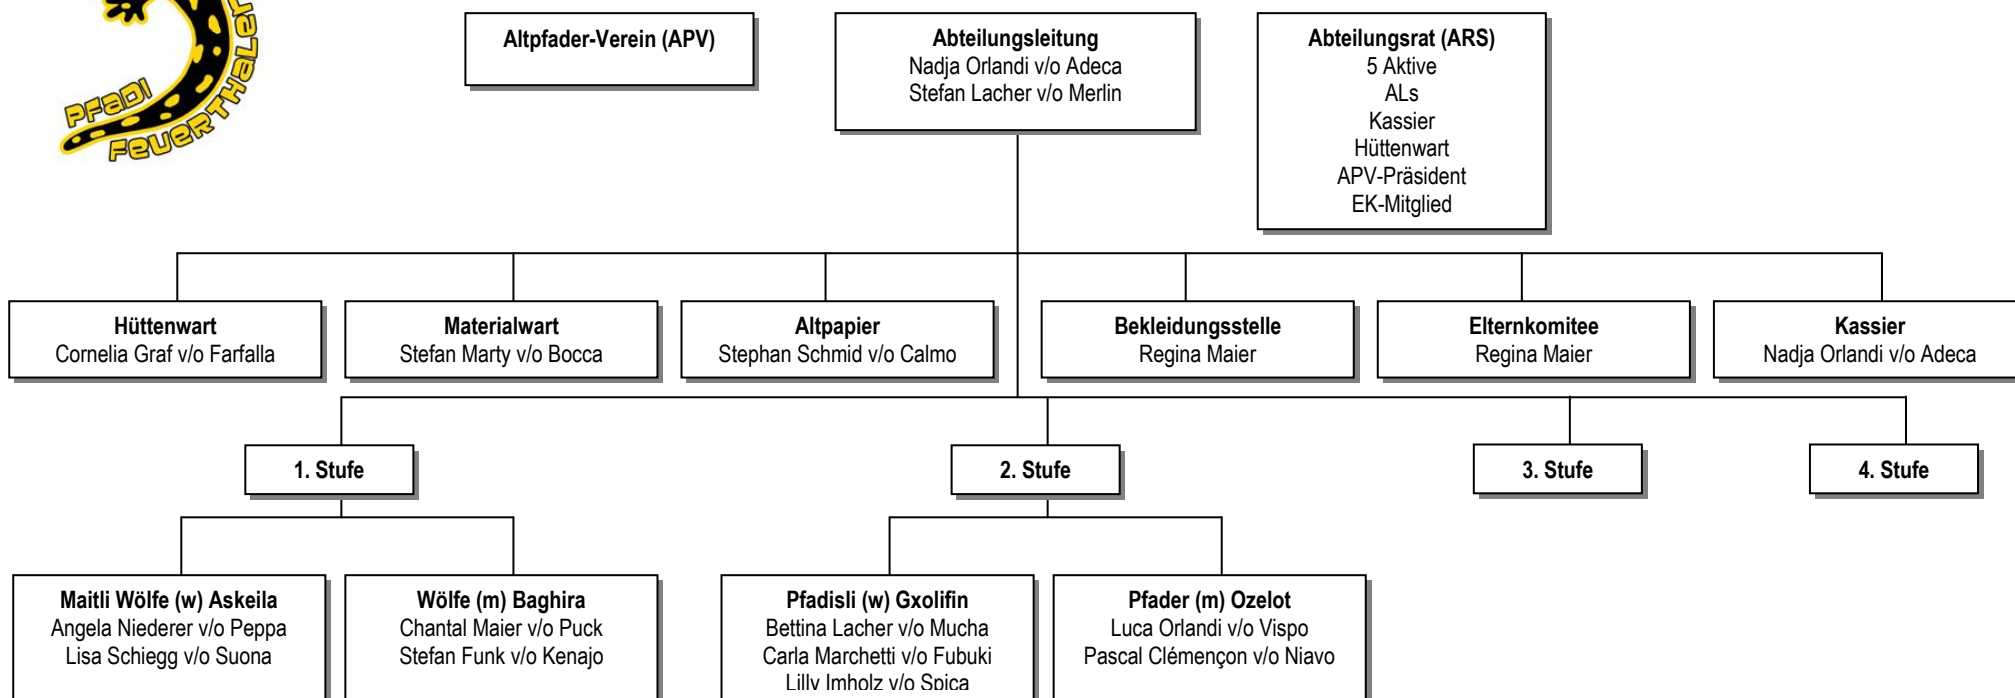 PFADI
FEUERTHALEN
Altpfader-Verein (APV)
Abteilungsleitung
Nadja Orlandi v/o Adeca
Stefan Lacher v/o Merlin
Abteilungsrat (ARS)
5 Aktive
ALs
Kassier
Hüttenwart
APV-Präsident
EK-Mitglied
Hüttenwart
Cornelia Graf v/o Farfalla
Materialwart
Stefan Marty v/o Bocca
Altpapier
Stephan Schmid v/o Calmo
Bekleidungsstelle
Regina Maier
Elternkomitee
Regina Maier
Kassier
Nadja Orlandi v/o Adeca
1. Stufe
2. Stufe
3. Stufe
4. Stufe
Maitli Wölfe (w) Askeila
Angela Niederer v/o Peppa
Lisa Schiegg v/o Suona
Wölfe (m) Baghira
Chantal Maier v/o Puck
Stefan Funk v/o Kenajo
Pfadisli (w) Gxolifin
Bettina Lacher v/o Mucha
Carla Marchetti v/o Fubuki
Lilly Imholz v/o Spica
Pfader (m) Ozelot
Luca Orlandi v/o Vispo
Pascal Clémençon v/o Niavo